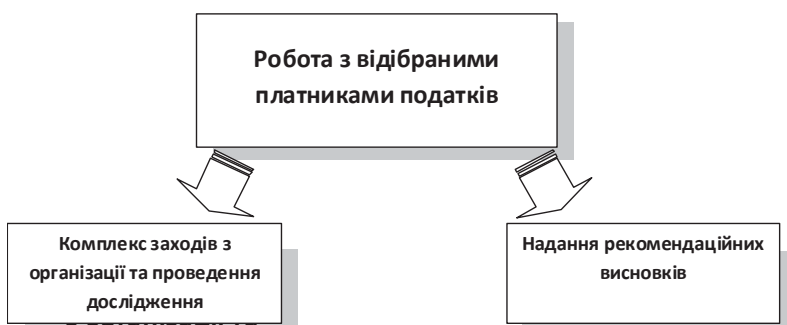 Робота з відібраними
платниками податків
Комплекс заходів з
організації та проведення
дослідження
Надання рекомендаційних
висновків